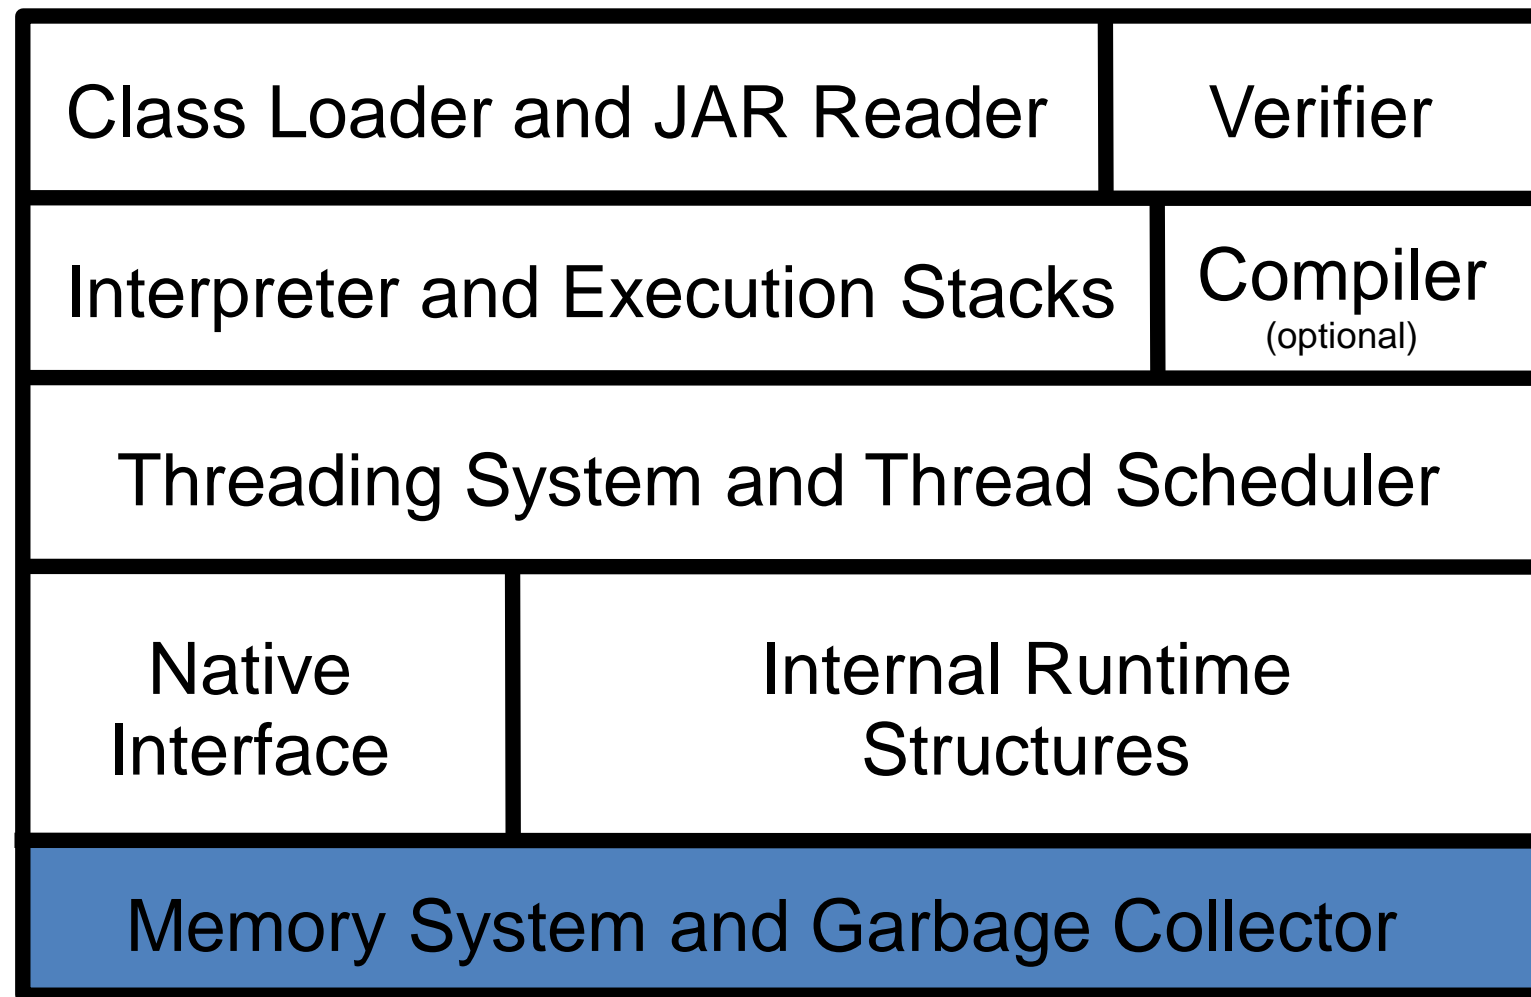 Class Loader and JAR Reader
Verifier
Interpreter and Execution Stacks
Compiler
(optional)
Threading System and Thread Scheduler
Native
Interface
Internal Runtime
Structures
Memory System and Garbage Collector